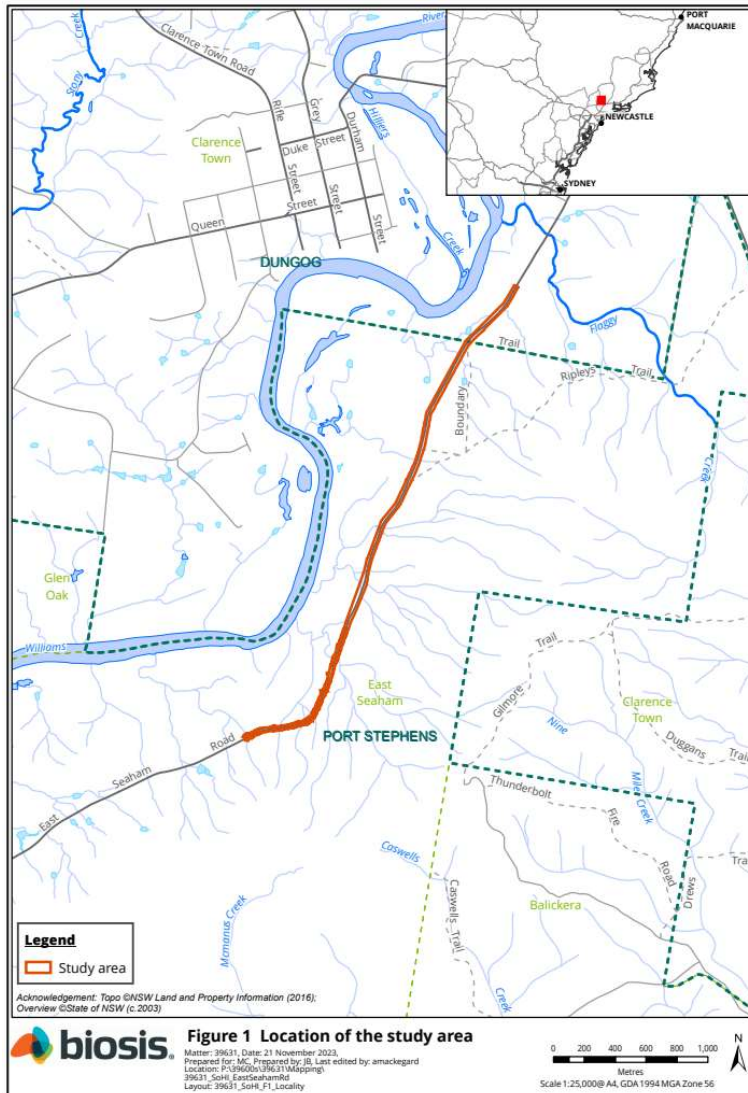 PORT
MACQUARIE
NEWCASTLE
SYDNEY
River
Creek
Stony
Clarence Town Road
Clarence
Town
Rifle
Street
Grey
Street
Durham
Street
Duke Street
Queen Street
Hilliers
Creek
DUNGOG
Flaggy
Creek
Trail
Ripleys Trail
Boundary
Glen
Oak
Williams
East
Seaham
PORT STEPHENS
East Seaham Road
Gilmore Trail
Clarence
Town
Nine Mile Creek
Duggans Trail
Thunderbolt
Fire
Road
Drews
Trail
Caswells
Creek
Caswells Trail
Balickera
Mcmanus Creek
Legend
Study area
Acknowledgement: Topo ©NSW Land and Property Information (2016);
Overview ©State of NSW (c.2003)
biosis.
Figure 1 Location of the study area
Matter: 39631, Date: 21 November 2023,
Prepared for: MC, Prepared by: JB, Last edited by: amackegard
Location: P:\39600s\39631\Mapping\
39631_SoHI_EastSeahamRd
Layout: 39631_SoHI_F1_Locality
0 200 400 600 800 1,000
Metres
Scale 1:25,000@ A4, GDA 1994 MGA Zone 56
N